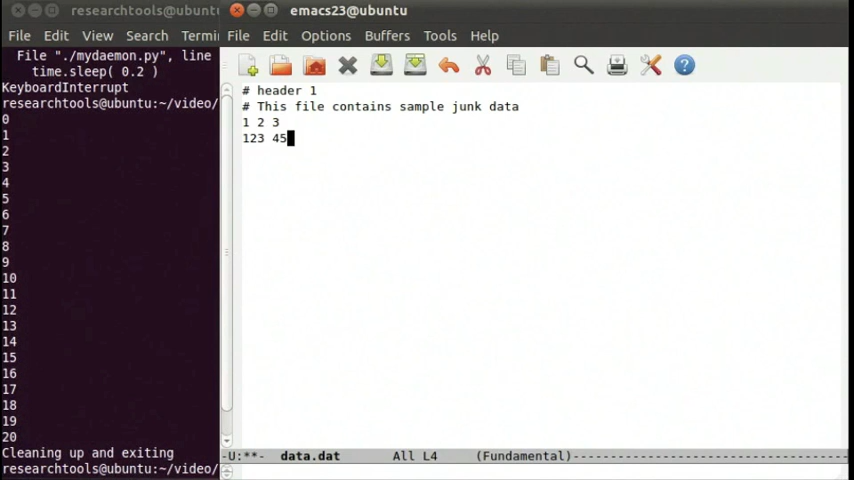 researchtools@ubuntu
File Edit View Search Termi
File "./mydaemon.py", line
time.sleep( 0.2 )
KeyboardInterrupt
researchtools@ubuntu:~/video/
0
1
2
3
4
5
6
7
8
9
10
11
12
13
14
15
16
17
18
19
20
Cleaning up and exiting
researchtools@ubuntu:~/video/
emacs23@ubuntu
File Edit Options Buffers Tools Help
# header 1
# This file contains sample junk data
1 2 3
123 45
-U:**- data.dat All L4 (Fundamental)--------------------------------------